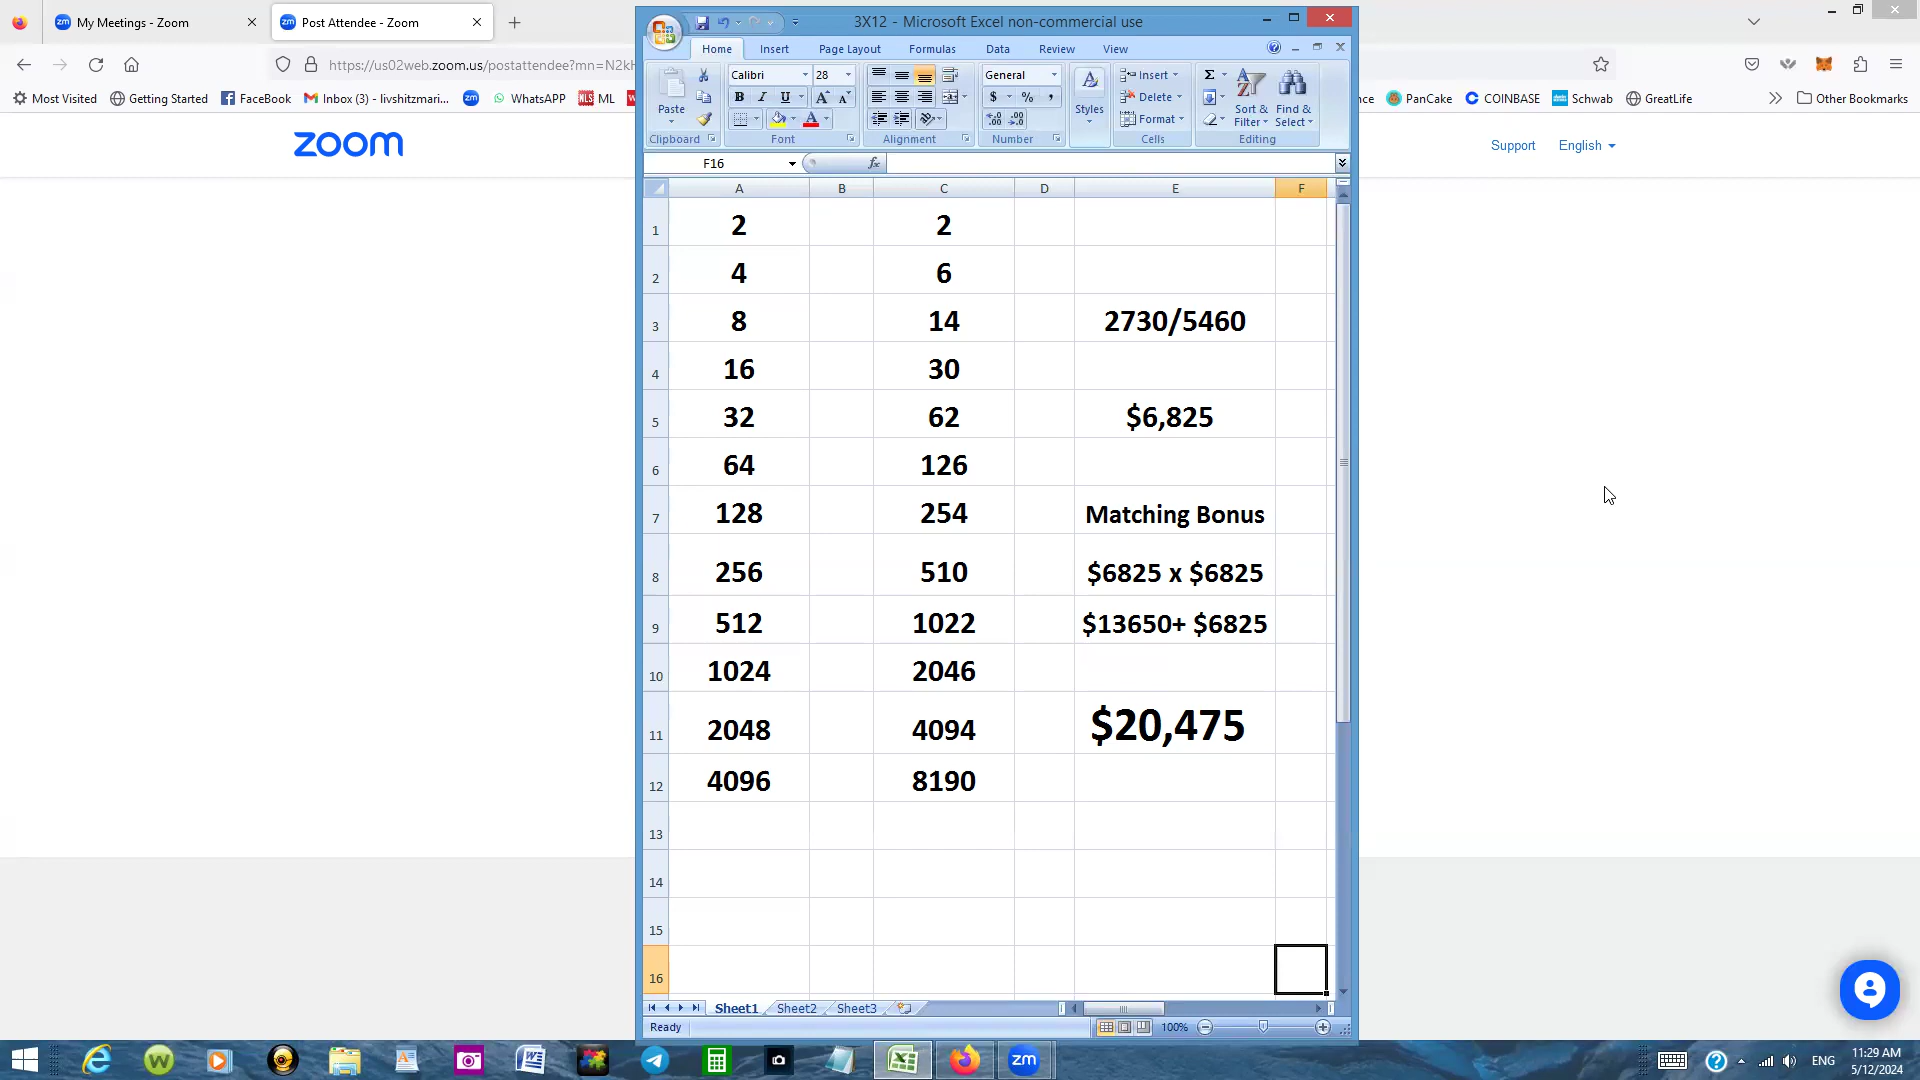 My Meetings - Zoom
Post Attendee - Zoom
https://us02web.zoom.us/postattendee?mn=N2k
Most Visited
Getting Started
FaceBook
Inbox (3) - livshitzmari...
WhatsAPP
ML
PanCake
COINBASE
Schwab
GreatLife
Other Bookmarks
zoom
Support
English
3X12 - Microsoft Excel non-commercial use
Home Insert Page Layout Formulas Data Review View
Paste
Clipboard
Calibri 28
B I U
Font
Alignment
General
$ % ,
Number
Styles
Insert
Delete
Format
Cells
Σ
Sort & Filter
Find & Select
Editing
F16 fx
A B C D E F
1 2 2
2 4 6
3 8 14 2730/5460
4 16 30
5 32 62 $6,825
6 64 126
7 128 254 Matching Bonus
8 256 510 $6825 x $6825
9 512 1022 $13650+ $6825
10 1024 2046
11 2048 4094 $20,475
12 4096 8190
13
14
15
16
Sheet1 Sheet2 Sheet3
Ready 100%
zm
ENG
11:29 AM
5/12/2024